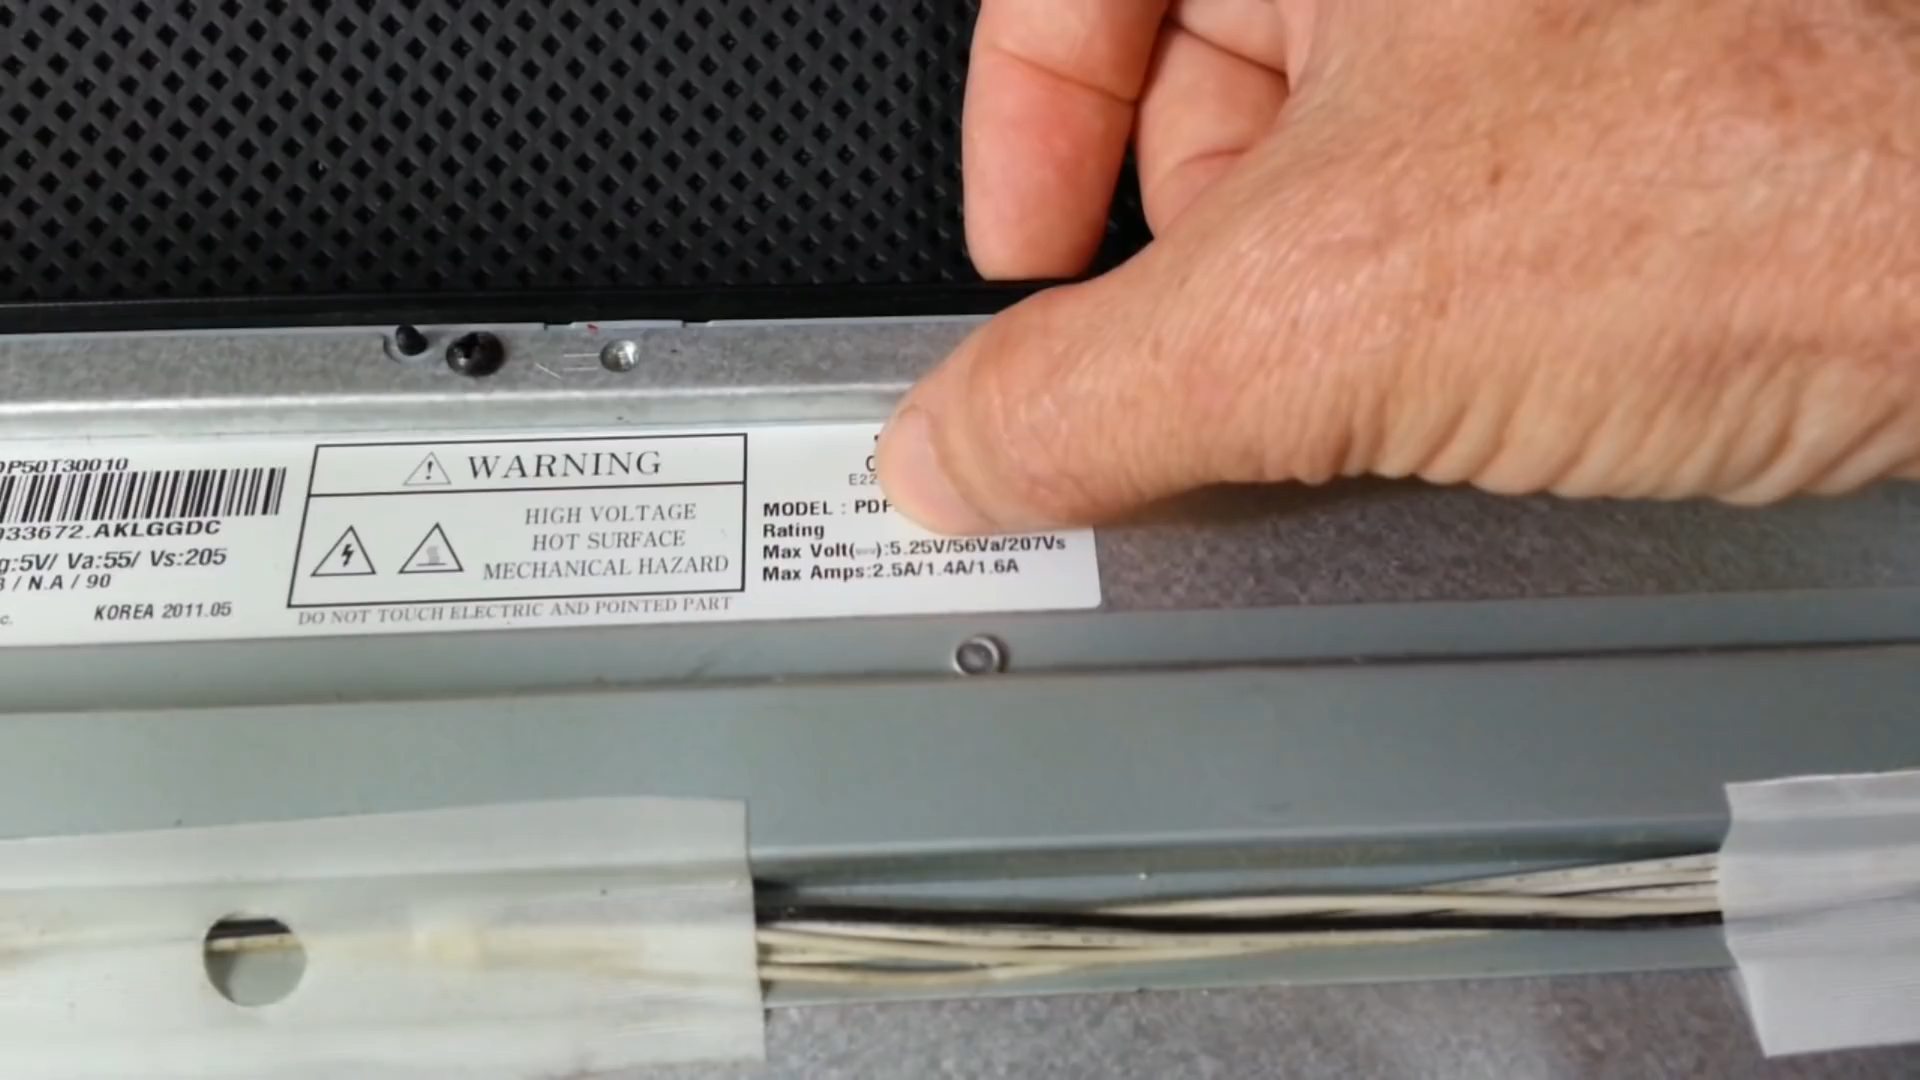 DP50T30010
033672.AKLGGDC
g:5V/ Va:55/ Vs:205
/ N.A / 90
KOREA 2011.05
WARNING
HIGH VOLTAGE
HOT SURFACE
MECHANICAL HAZARD
DO NOT TOUCH ELECTRIC AND POINTED PART
E22
MODEL : PDP
Rating
Max Volt(⎓):5.25V/56Va/207Vs
Max Amps:2.5A/1.4A/1.6A